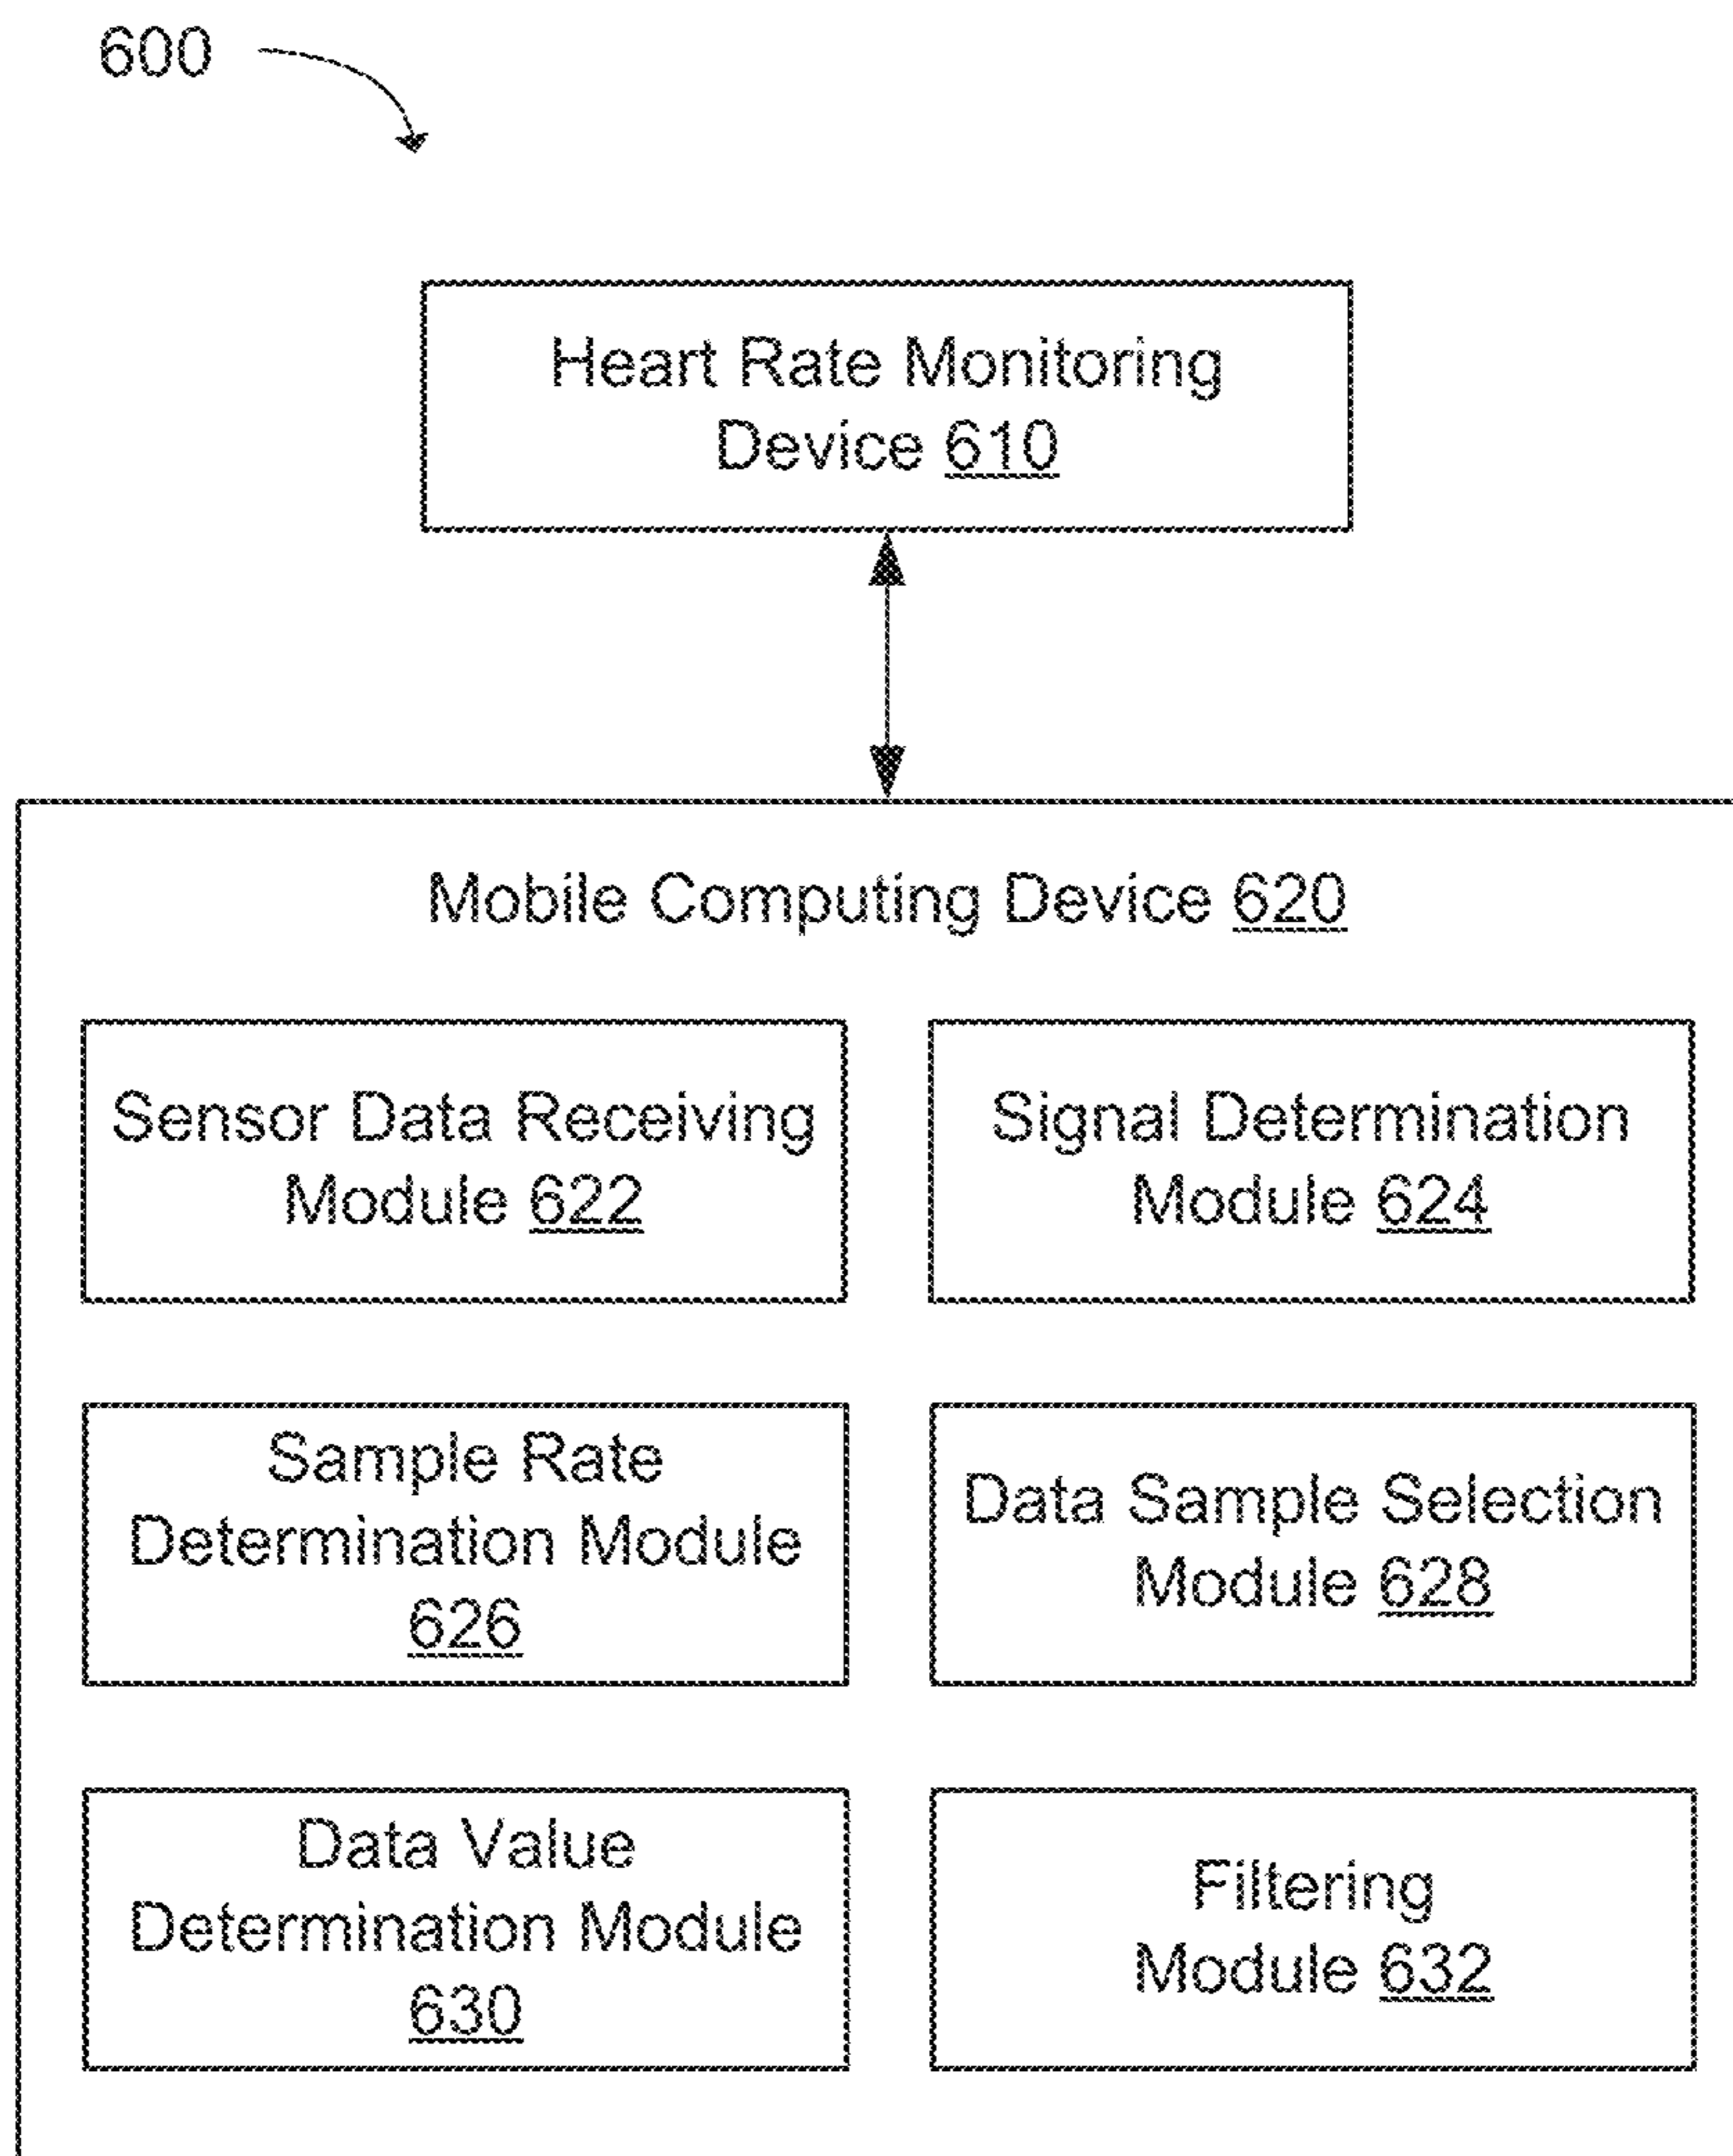 600
Heart Rate Monitoring
Device 610
Mobile Computing Device 620
Sensor Data Receiving
Module 622
Signal Determination
Module 624
Sample Rate
Determination Module
626
Data Sample Selection
Module 628
Data Value
Determination Module
630
Filtering
Module 632